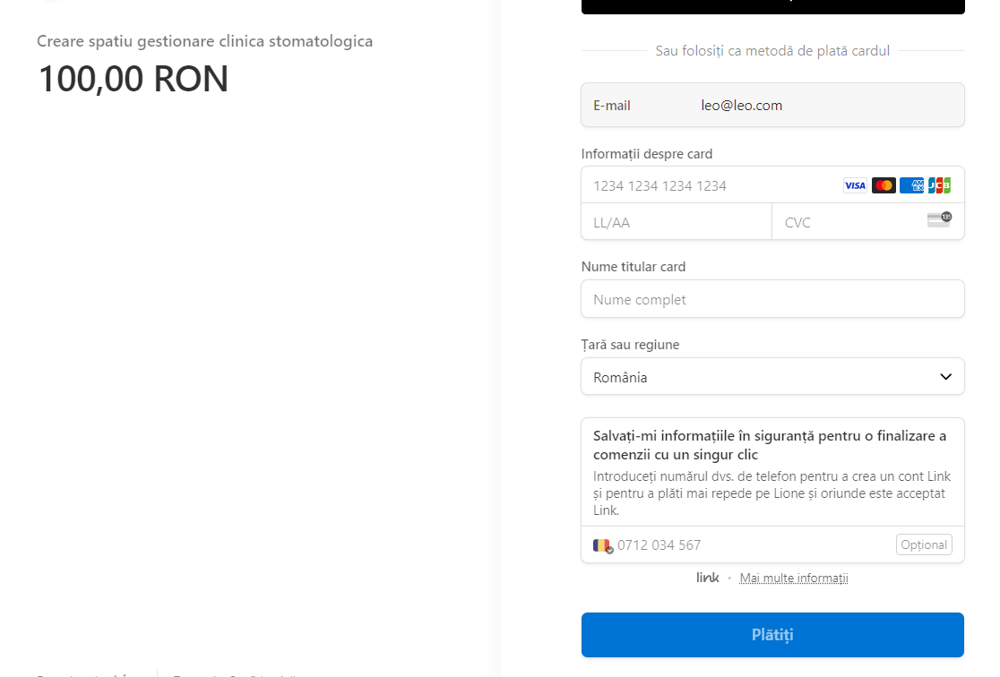 Creare spatiu gestionare clinica stomatologica
100,00 RON
Sau folosiți ca metodă de plată cardul
E-mail leo@leo.com
Informații despre card
1234 1234 1234 1234 VISA AMEX JCB
LL/AA CVC 135
Nume titular card
Nume complet
Țară sau regiune
România
Salvați-mi informațiile în siguranță pentru o finalizare a
comenzii cu un singur clic
Introduceți numărul dvs. de telefon pentru a crea un cont Link
și pentru a plăti mai repede pe Lione și oriunde este acceptat
Link.
0712 034 567 Opțional
link · Mai multe informații
Plătiți